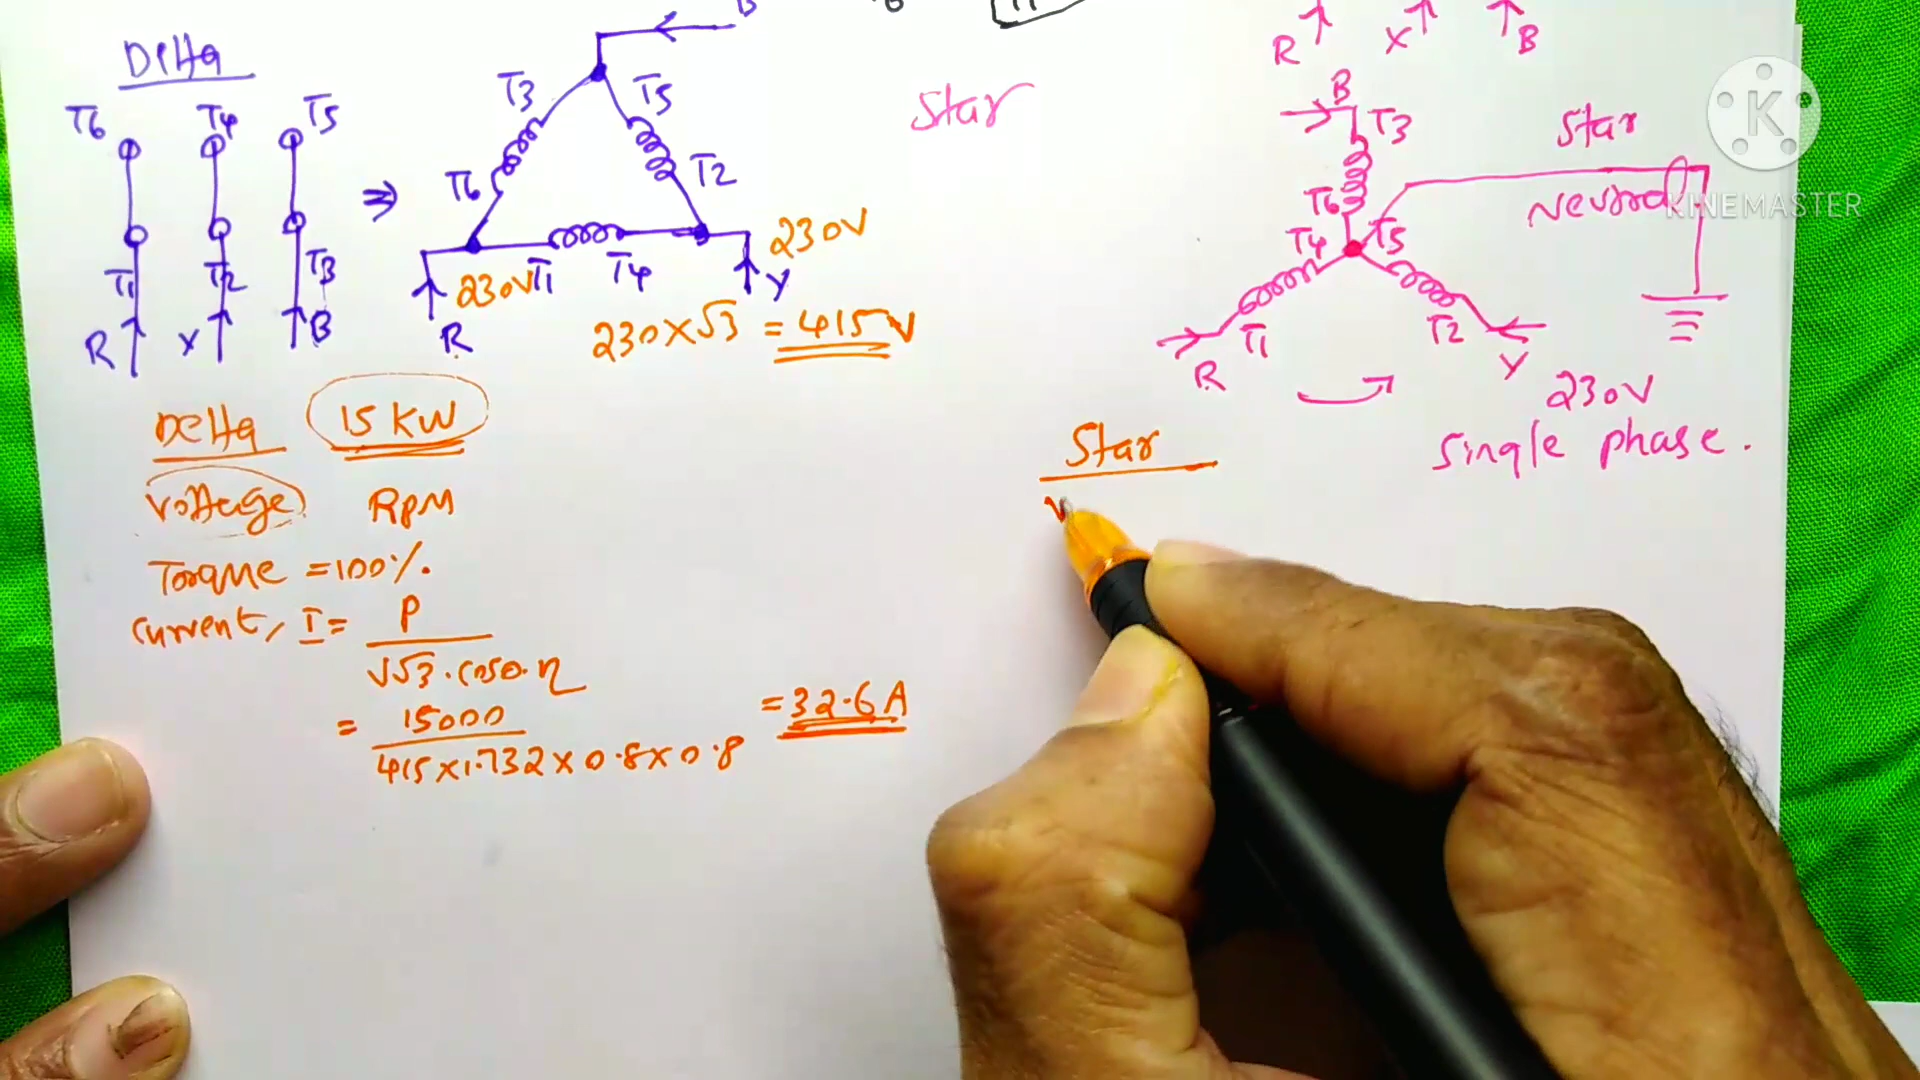 Delta
T6 T4 T5
T1 T2 T3
R Y B
⇒
B
T3 T5
T6 T2
T1 T4
230V
230V
R Y
230×√3 = 415V
Star
R Y B
B
T3
Star
Neutral
T6
T4 T5
T1 T2
R Y
230V
Single phase.
Delta 15 KW
Voltage RPM
Torque = 100%.
Current, I = P
V√3.cosθ.η
= 15000
415×1.732×0.8×0.8
= 32.6A
Star
V
K
KINEMASTER